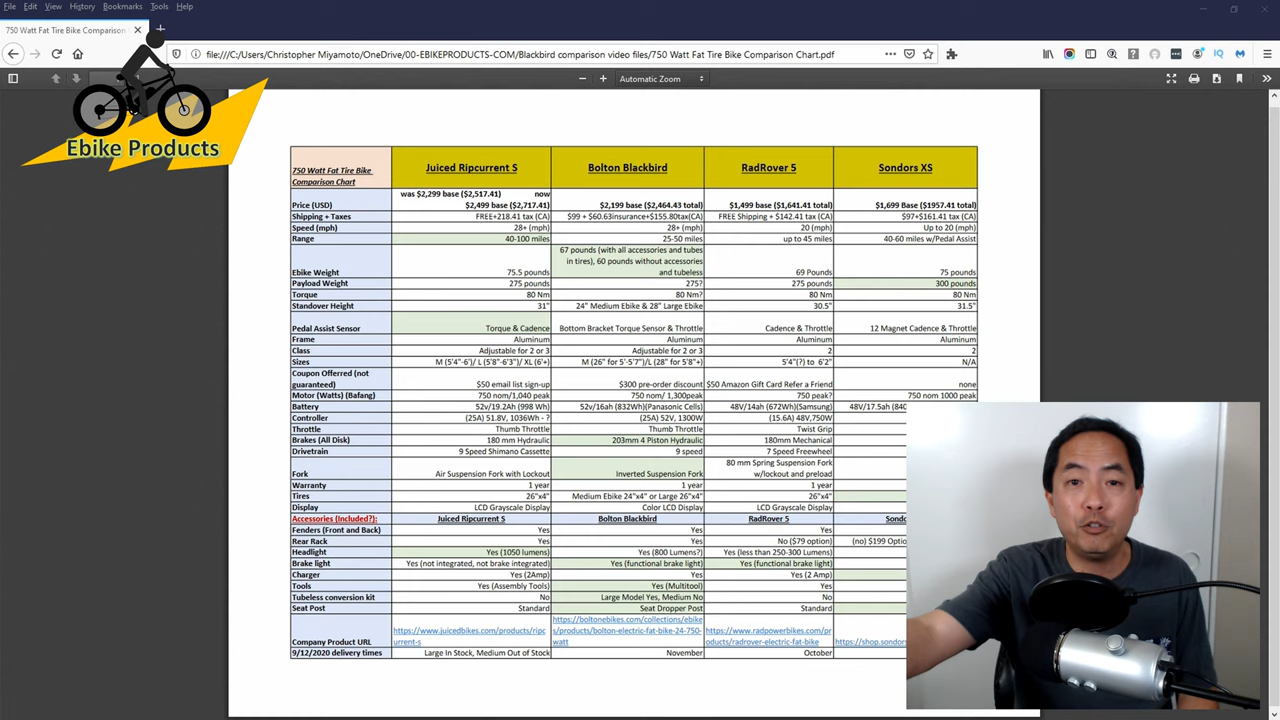 File Edit View History Bookmarks Tools Help
750 Watt Fat Tire Bike Comparison
file:///C:/Users/Christopher Miyamoto/OneDrive/00-EBIKEPRODUCTS-COM/Blackbird comparison video files/750 Watt Fat Tire Bike Comparison Chart.pdf
Automatic Zoom
Ebike Products
750 Watt Fat Tire Bike
Comparison Chart
Juiced Ripcurrent S Bolton Blackbird RadRover 5 Sondors XS
was $2,299 base ($2,517.41) now
Price (USD) $2,499 base ($2,717.41) $2,199 base ($2,464.43 total) $1,499 base ($1,641.41 total) $1,699 base ($1957.41 total)
Shipping + Taxes FREE+218.41 tax (CA) $99 + $60.63insurance+$155.80tax(CA) FREE Shipping + $142.41 tax (CA) $97+$161.41 tax(CA)
Speed (mph) 28+ (mph) 28+ (mph) 20 (mph) Up to 20 (mph)
Range 40-100 miles 25-50 miles up to 45 miles 40-60 miles w/Pedal Assist
67 pounds (with all accessories and tubes
in tires), 60 pounds without accessories
Ebike Weight 75.5 pounds and tubeless 69 Pounds 75 pounds
Payload Weight 275 pounds 275? 275 pounds 300 pounds
Torque 80 Nm 80 Nm? 80 Nm 80 Nm
Standover Height 31" 24" Medium Ebike & 28" Large Ebike 30.5" 31.5"
Pedal Assist Sensor Torque & Cadence Bottom Bracket Torque Sensor & Throttle Cadence & Throttle 12 Magnet Cadence & Throttle
Frame Aluminum Aluminum Aluminum Aluminum
Class Adjustable for 2 or 3 Adjustable for 2 or 3 2 2
Sizes M (5'4"-6')/ L (5'8"-6'3")/ XL (6'+) M (26" for 5'-5'7")/L (28" for 5'8"+) 5'4"(?) to 6'2" N/A
Coupon Offerred (not
guaranteed) $50 email list sign-up $300 pre-order discount $50 Amazon Gift Card Refer a Friend none
Motor (Watts) (Bafang) 750 nom/1,040 peak 750 nom/ 1,300peak 750 peak? 750 nom 1000 peak
Battery 52v/19.2Ah (998 Wh) 52v/16ah (832Wh)(Panasonic Cells) 48V/14h (672Wh)(Samsung) 48V/17.5ah (840
Controller (25A) 51.8V, 1036Wh - ? (25A) 52V, 1300W (15.6A) 48V,750W
Throttle Thumb Throttle Thumb Throttle Twist Grip
Brakes (All Disk) 180 mm Hydraulic 203mm 4 Piston Hydraulic 180mm Mechanical
Drivetrain 9 Speed Shimano Cassette 9 speed 7 Speed Freewheel
80 mm Spring Suspension Fork
Fork Air Suspension Fork with Lockout Inverted Suspension Fork w/lockout and preload
Warranty 1 year 1 year 1 year
Tires 26"x4" Medium Ebike 24"x4" or Large 26"x4" 26"x4"
Display LCD Grayscale Display Color LCD Display LCD Grayscale Display
Accessories (Included?): Juiced Ripcurrent S Bolton Blackbird RadRover 5 Sondo
Fenders (Front and Back) Yes Yes Yes
Rear Rack Yes Yes No ($79 option) (no) $199 Optio
Headlight Yes (1050 lumens) Yes (800 Lumens?) Yes (less than 250-300 Lumens)
Brake light Yes (not integrated, not brake integrated) Yes (functional brake light) Yes (functional brake light)
Charger Yes (2Amp) Yes Yes (2 Amp)
Tools Yes (Assembly Tools) Yes (Multitool) Yes
Tubeless conversion kit No Large Model Yes, Medium No No
Seat Post Standard Seat Dropper Post Standard
https://boltonebikes.com/collections/ebike
https://www.juicedbikes.com/products/ripc s/products/bolton-electric-fat-bike-24-750- https://www.radpowerbikes.com/pr
Company Product URL urrent-s watt oducts/radrover-electric-fat-bike https://shop.sondors
9/12/2020 delivery times Large In Stock, Medium Out of Stock November October